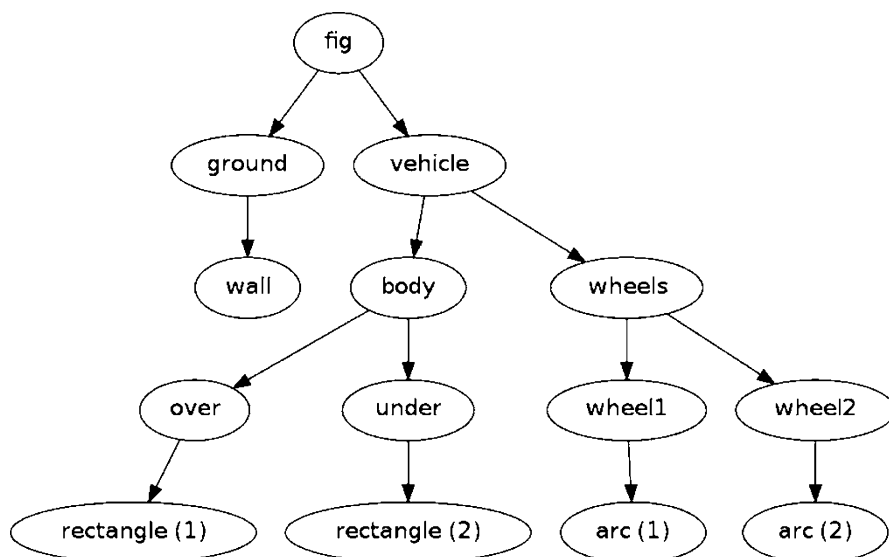 fig
ground
vehicle
wall
body
wheels
over
under
wheel1
wheel2
rectangle (1)
rectangle (2)
arc (1)
arc (2)